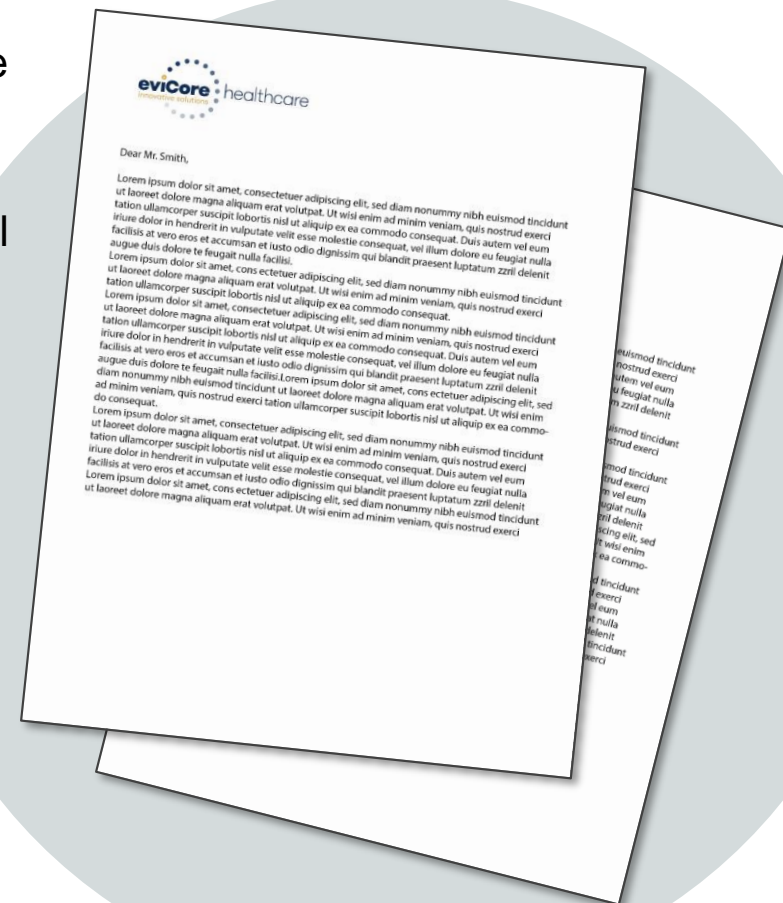 e
l
eviCore
innovative solutions
healthcare
Dear Mr. Smith,
Lorem ipsum dolor sit amet, consectetuer adipiscing elit, sed diam nonummy nibh euismod tincidunt
ut laoreet dolore magna aliquam erat volutpat. Ut wisi enim ad minim veniam, quis nostrud exerci
tation ullamcorper suscipit lobortis nisl ut aliquip ex ea commodo consequat. Duis autem vel eum
iriure dolor in hendrerit in vulputate velit esse molestie consequat, vel illum dolore eu feugiat nulla
facilisis at vero eros et accumsan et iusto odio dignissim qui blandit praesent luptatum zzril delenit
augue duis dolore te feugait nulla facilisi.
Lorem ipsum dolor sit amet, cons ectetuer adipiscing elit, sed diam nonummy nibh euismod tincidunt
ut laoreet dolore magna aliquam erat volutpat. Ut wisi enim ad minim veniam, quis nostrud exerci
tation ullamcorper suscipit lobortis nisl ut aliquip ex ea commodo consequat.
Lorem ipsum dolor sit amet, consectetuer adipiscing elit, sed diam nonummy nibh euismod tincidunt
ut laoreet dolore magna aliquam erat volutpat. Ut wisi enim ad minim veniam, quis nostrud exerci
tation ullamcorper suscipit lobortis nisl ut aliquip ex ea commodo consequat. Duis autem vel eum
iriure dolor in hendrerit in vulputate velit esse molestie consequat, vel illum dolore eu feugiat nulla
facilisis at vero eros et accumsan et iusto odio dignissim qui blandit praesent luptatum zzril delenit
augue duis dolore te feugait nulla facilisi.Lorem ipsum dolor sit amet, cons ectetuer adipiscing elit, sed
diam nonummy nibh euismod tincidunt ut laoreet dolore magna aliquam erat volutpat. Ut wisi enim
ad minim veniam, quis nostrud exerci tation ullamcorper suscipit lobortis nisl ut aliquip ex ea commo-
do consequat.
Lorem ipsum dolor sit amet, consectetuer adipiscing elit, sed diam nonummy nibh euismod tincidunt
ut laoreet dolore magna aliquam erat volutpat. Ut wisi enim ad minim veniam, quis nostrud exerci
tation ullamcorper suscipit lobortis nisl ut aliquip ex ea commodo consequat. Duis autem vel eum
iriure dolor in hendrerit in vulputate velit esse molestie consequat, vel illum dolore eu feugiat nulla
facilisis at vero eros et accumsan et iusto odio dignissim qui blandit praesent luptatum zzril delenit
Lorem ipsum dolor sit amet, cons ectetuer adipiscing elit, sed diam nonummy nibh euismod tincidunt
ut laoreet dolore magna aliquam erat volutpat. Ut wisi enim ad minim veniam, quis nostrud exerci
euismod tincidunt
nostrud exerci
utem vel eum
u feugiat nulla
m zzril delenit
uismod tincidunt
ostrud exerci
smod tincidunt
trud exerci
m vel eum
ugiat nulla
ril delenit
scing elit, sed
t wisi enim
ea commo-
d tincidunt
exerci
el eum
at nulla
delenit
tincidunt
xerci